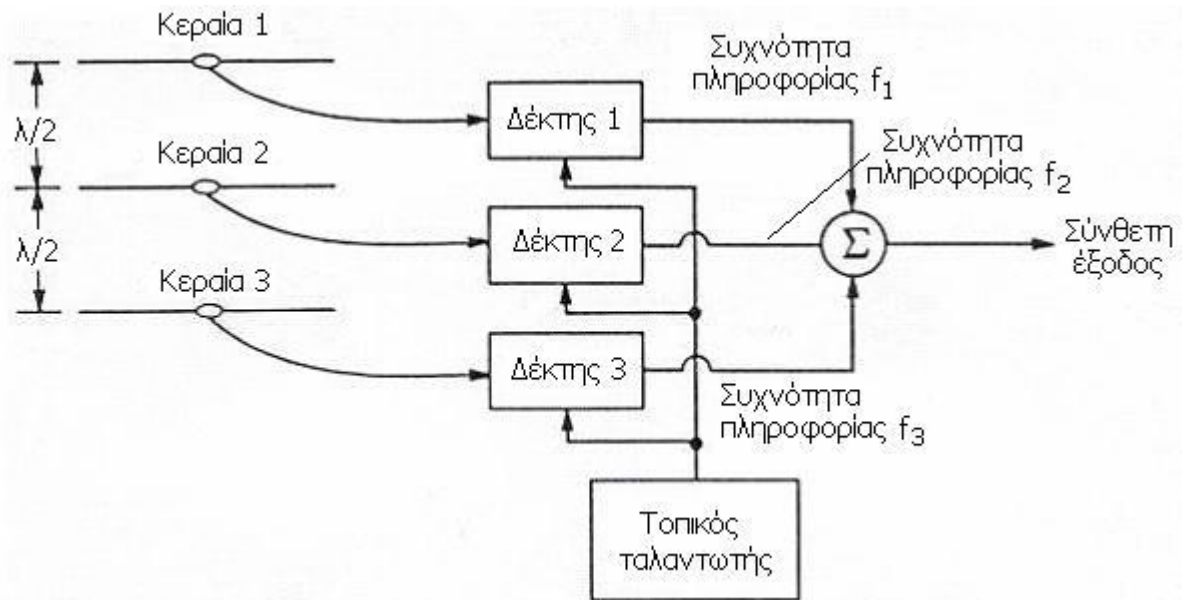 Κεραία 1
Συχνότητα
πληροφορίας f1
Δέκτης 1
λ/2
Κεραία 2
Συχνότητα
πληροφορίας f2
Δέκτης 2
Σ
Σύνθετη
έξοδος
λ/2
Κεραία 3
Δέκτης 3
Συχνότητα
πληροφορίας f3
Τοπικός
ταλαντωτής